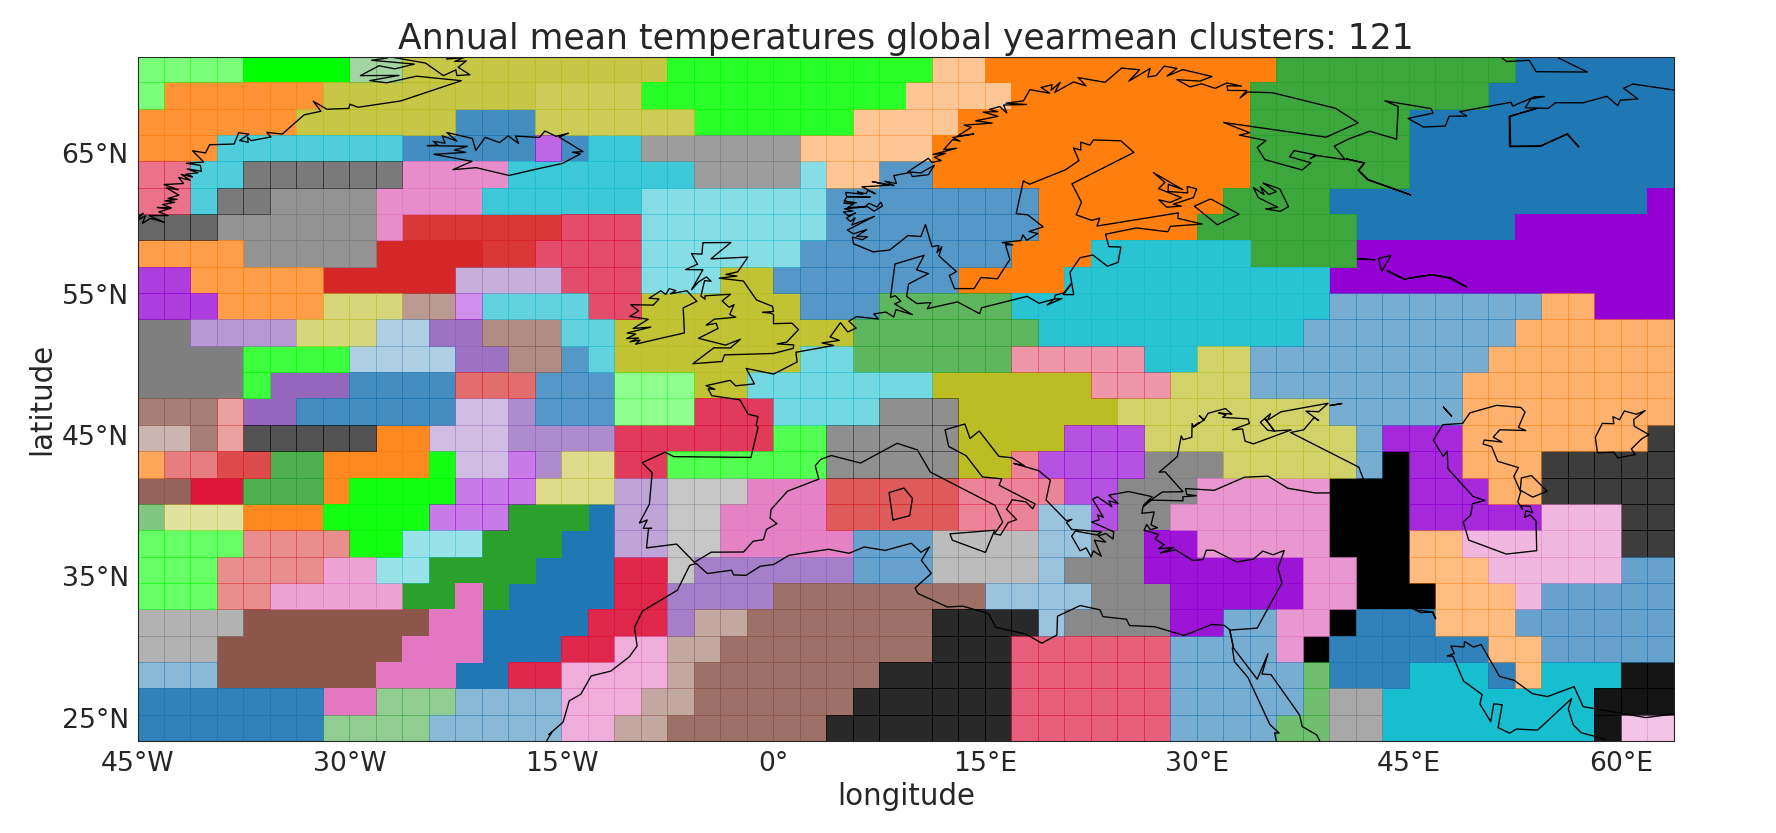 Annual mean temperatures global yearmean clusters: 121
65°N
55°N
45°N
35°N
25°N
latitude
45°W 30°W 15°W 0° 15°E 30°E 45°E 60°E
longitude